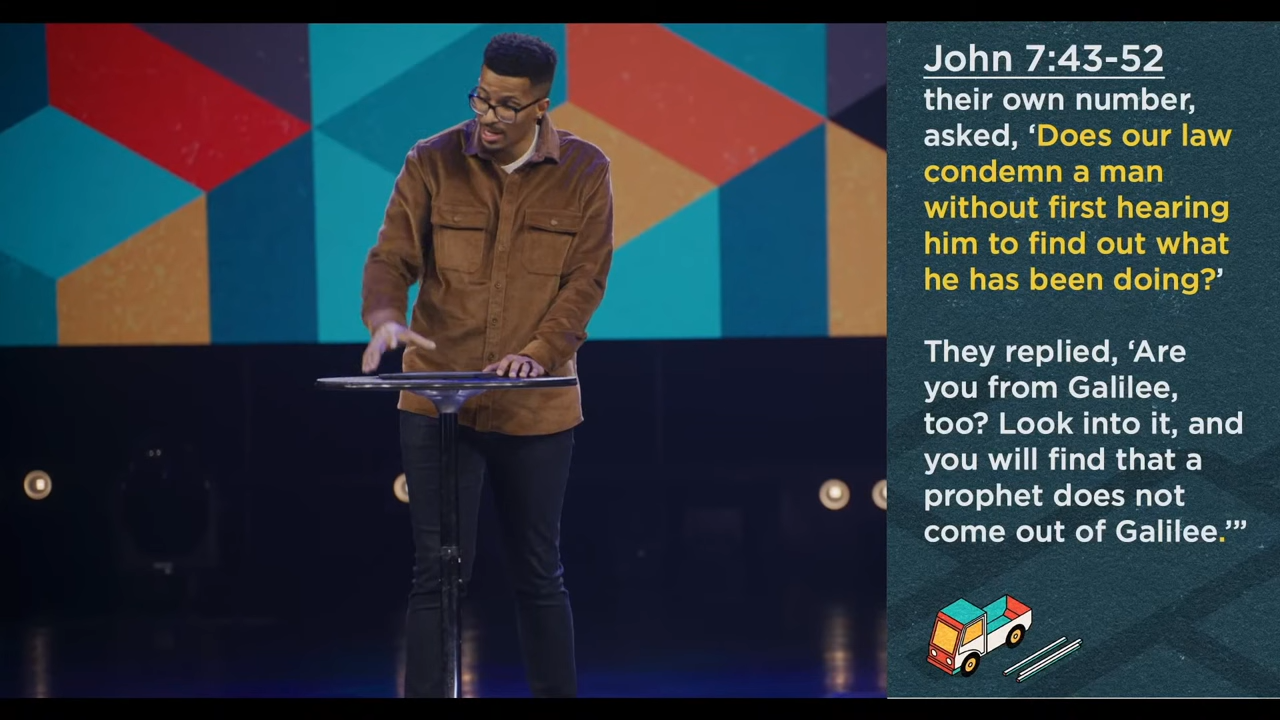 John 7:43-52
their own number,
asked, ‘Does our law
condemn a man
without first hearing
him to find out what
he has been doing?’
They replied, ‘Are
you from Galilee,
too? Look into it, and
you will find that a
prophet does not
come out of Galilee.’”